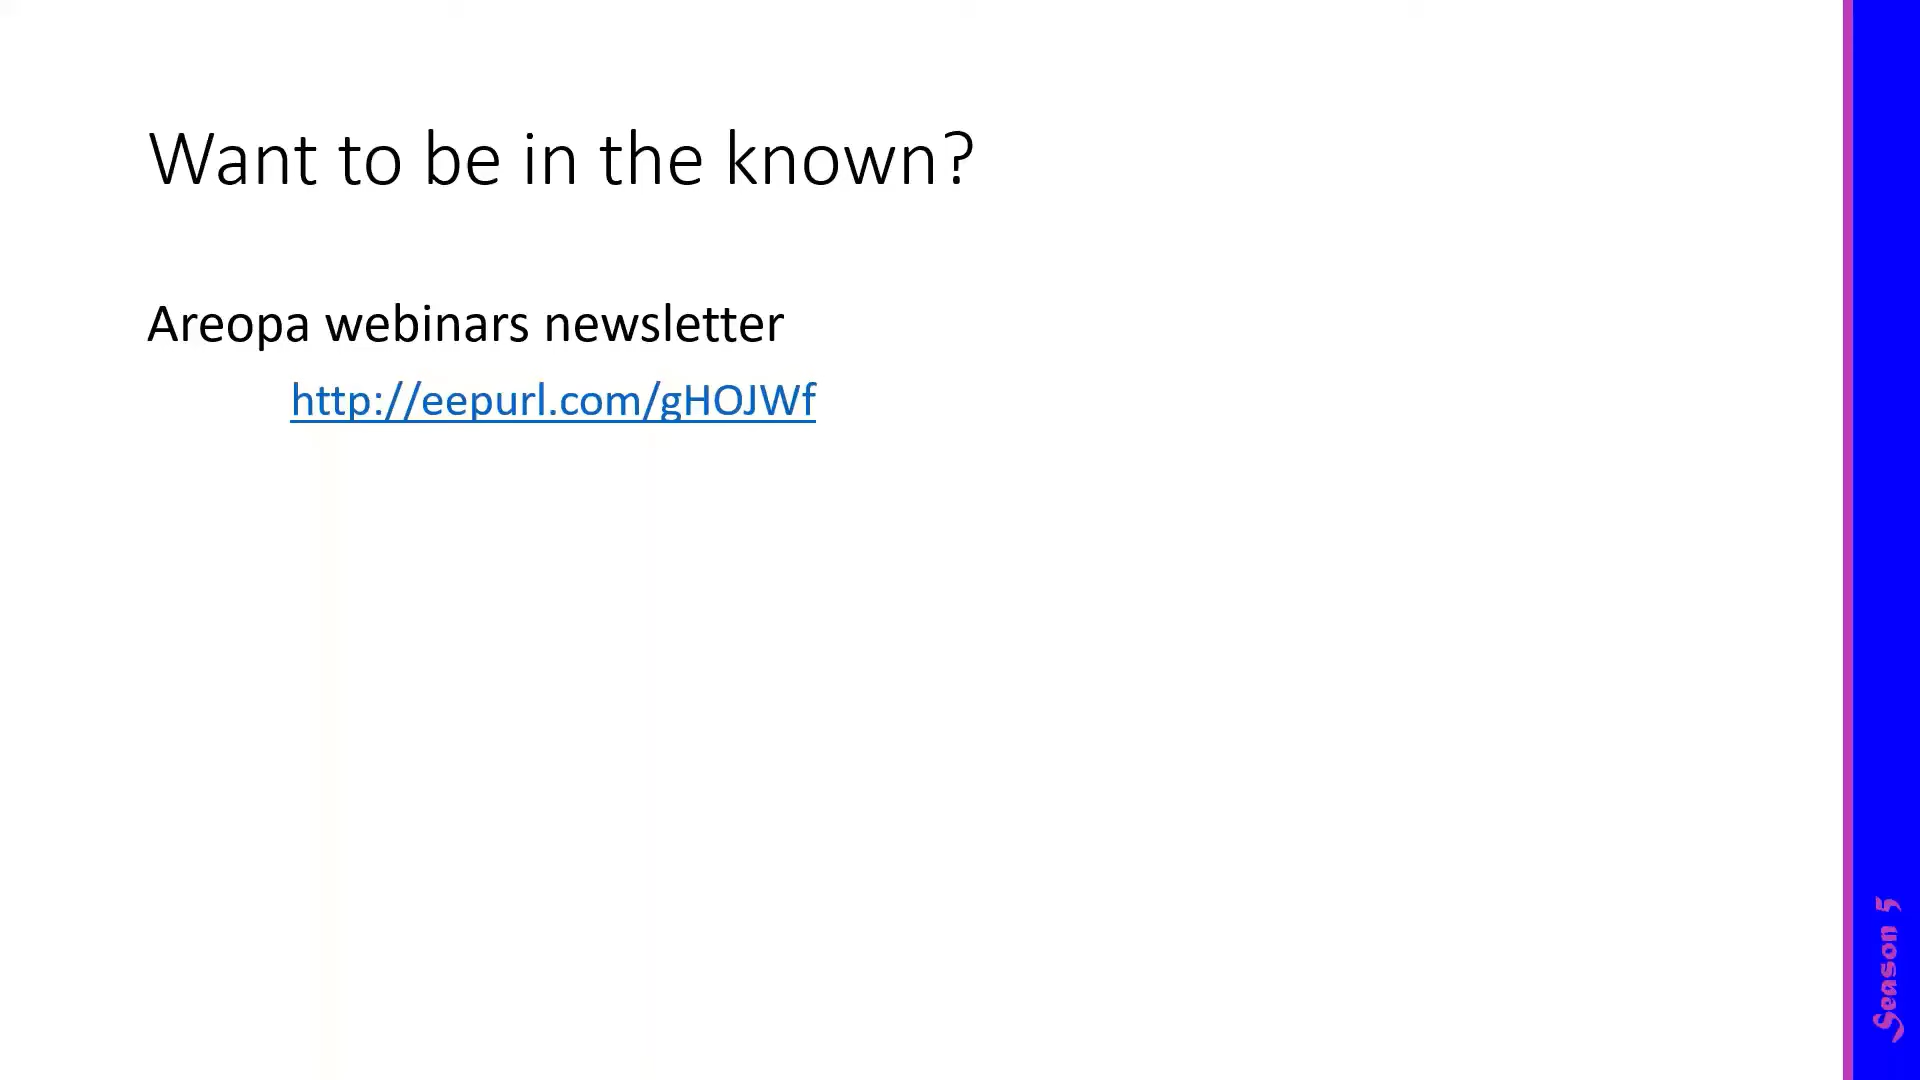 Want to be in the known?
Areopa webinars newsletter
http://eepurl.com/gHOJWf
Season 5